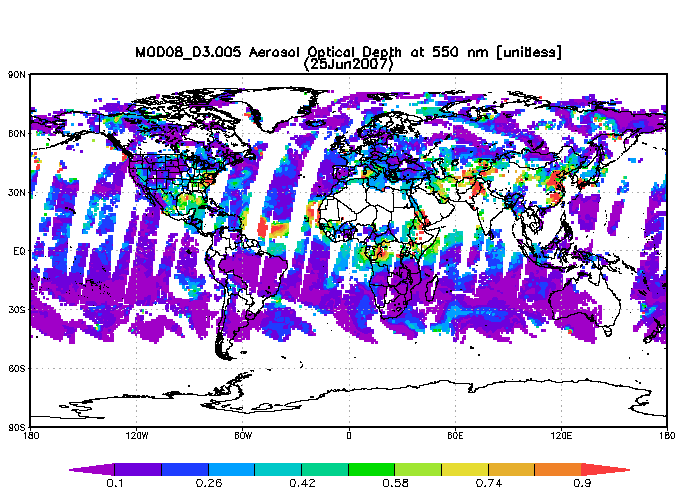 MOD08_D3.005 Aerosol Optical Depth at 550 nm [unitless]
(25Jun2007)
90N
60N
30N
EQ
30S
60S
90S
180 120W 60W 0 60E 120E 180
0.1 0.26 0.42 0.58 0.74 0.9